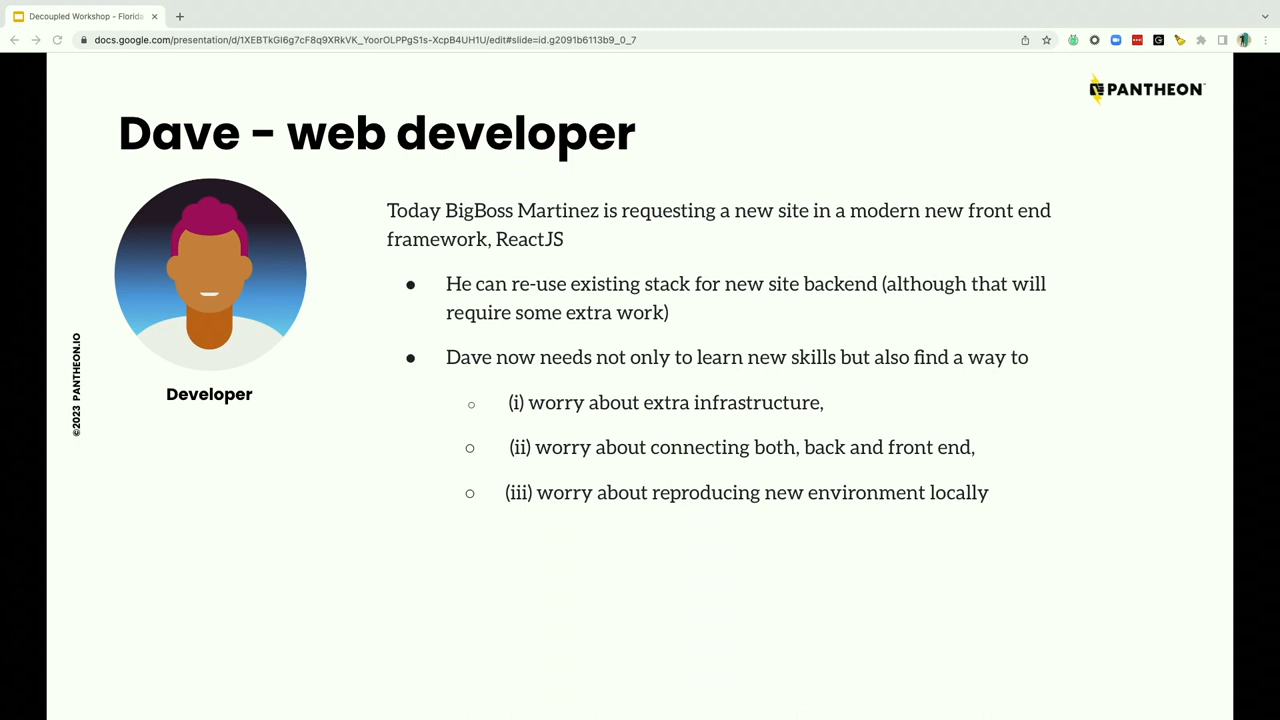 Decoupled Workshop - Florida
docs.google.com/presentation/d/1XEBTkGI6g7cF8q9XRkVK_YoorOLPPgS1s-XcpB4UH1U/edit#slide=id.g2091b6113b9_0_7
PANTHEON
Dave - web developer
Today BigBoss Martinez is requesting a new site in a modern new front end
framework, ReactJS
● He can re-use existing stack for new site backend (although that will
require some extra work)
● Dave now needs not only to learn new skills but also find a way to
○ (i) worry about extra infrastructure,
○ (ii) worry about connecting both, back and front end,
○ (iii) worry about reproducing new environment locally
Developer
©2023 PANTHEON.IO